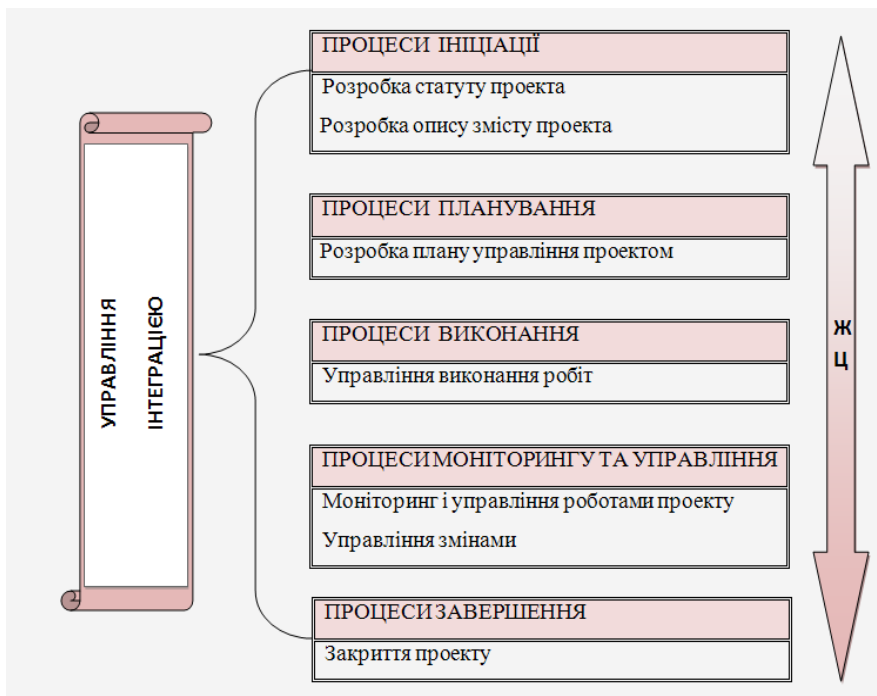 УПРАВЛІННЯ
ІНТЕГРАЦІЄЮ
ПРОЦЕСИ ІНІЦІАЦІЇ
Розробка статуту проекта
Розробка опису змісту проекта
ПРОЦЕСИ ПЛАНУВАННЯ
Розробка плану управління проектом
ПРОЦЕСИ ВИКОНАННЯ
Управління виконання робіт
ПРОЦЕСИ МОНІТОРИНГУ ТА УПРАВЛІННЯ
Моніторинг і управління роботами проекту
Управління змінами
ПРОЦЕСИ ЗАВЕРШЕННЯ
Закриття проекту
Ж
Ц